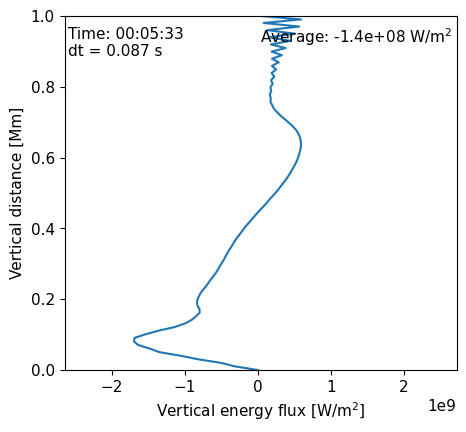 Time: 00:05:33
dt = 0.087 s
Average: -1.4e+08 W/m²
Vertical distance [Mm]
1.0
0.8
0.6
0.4
0.2
0.0
−2
−1
0
1
2
1e9
Vertical energy flux [W/m²]